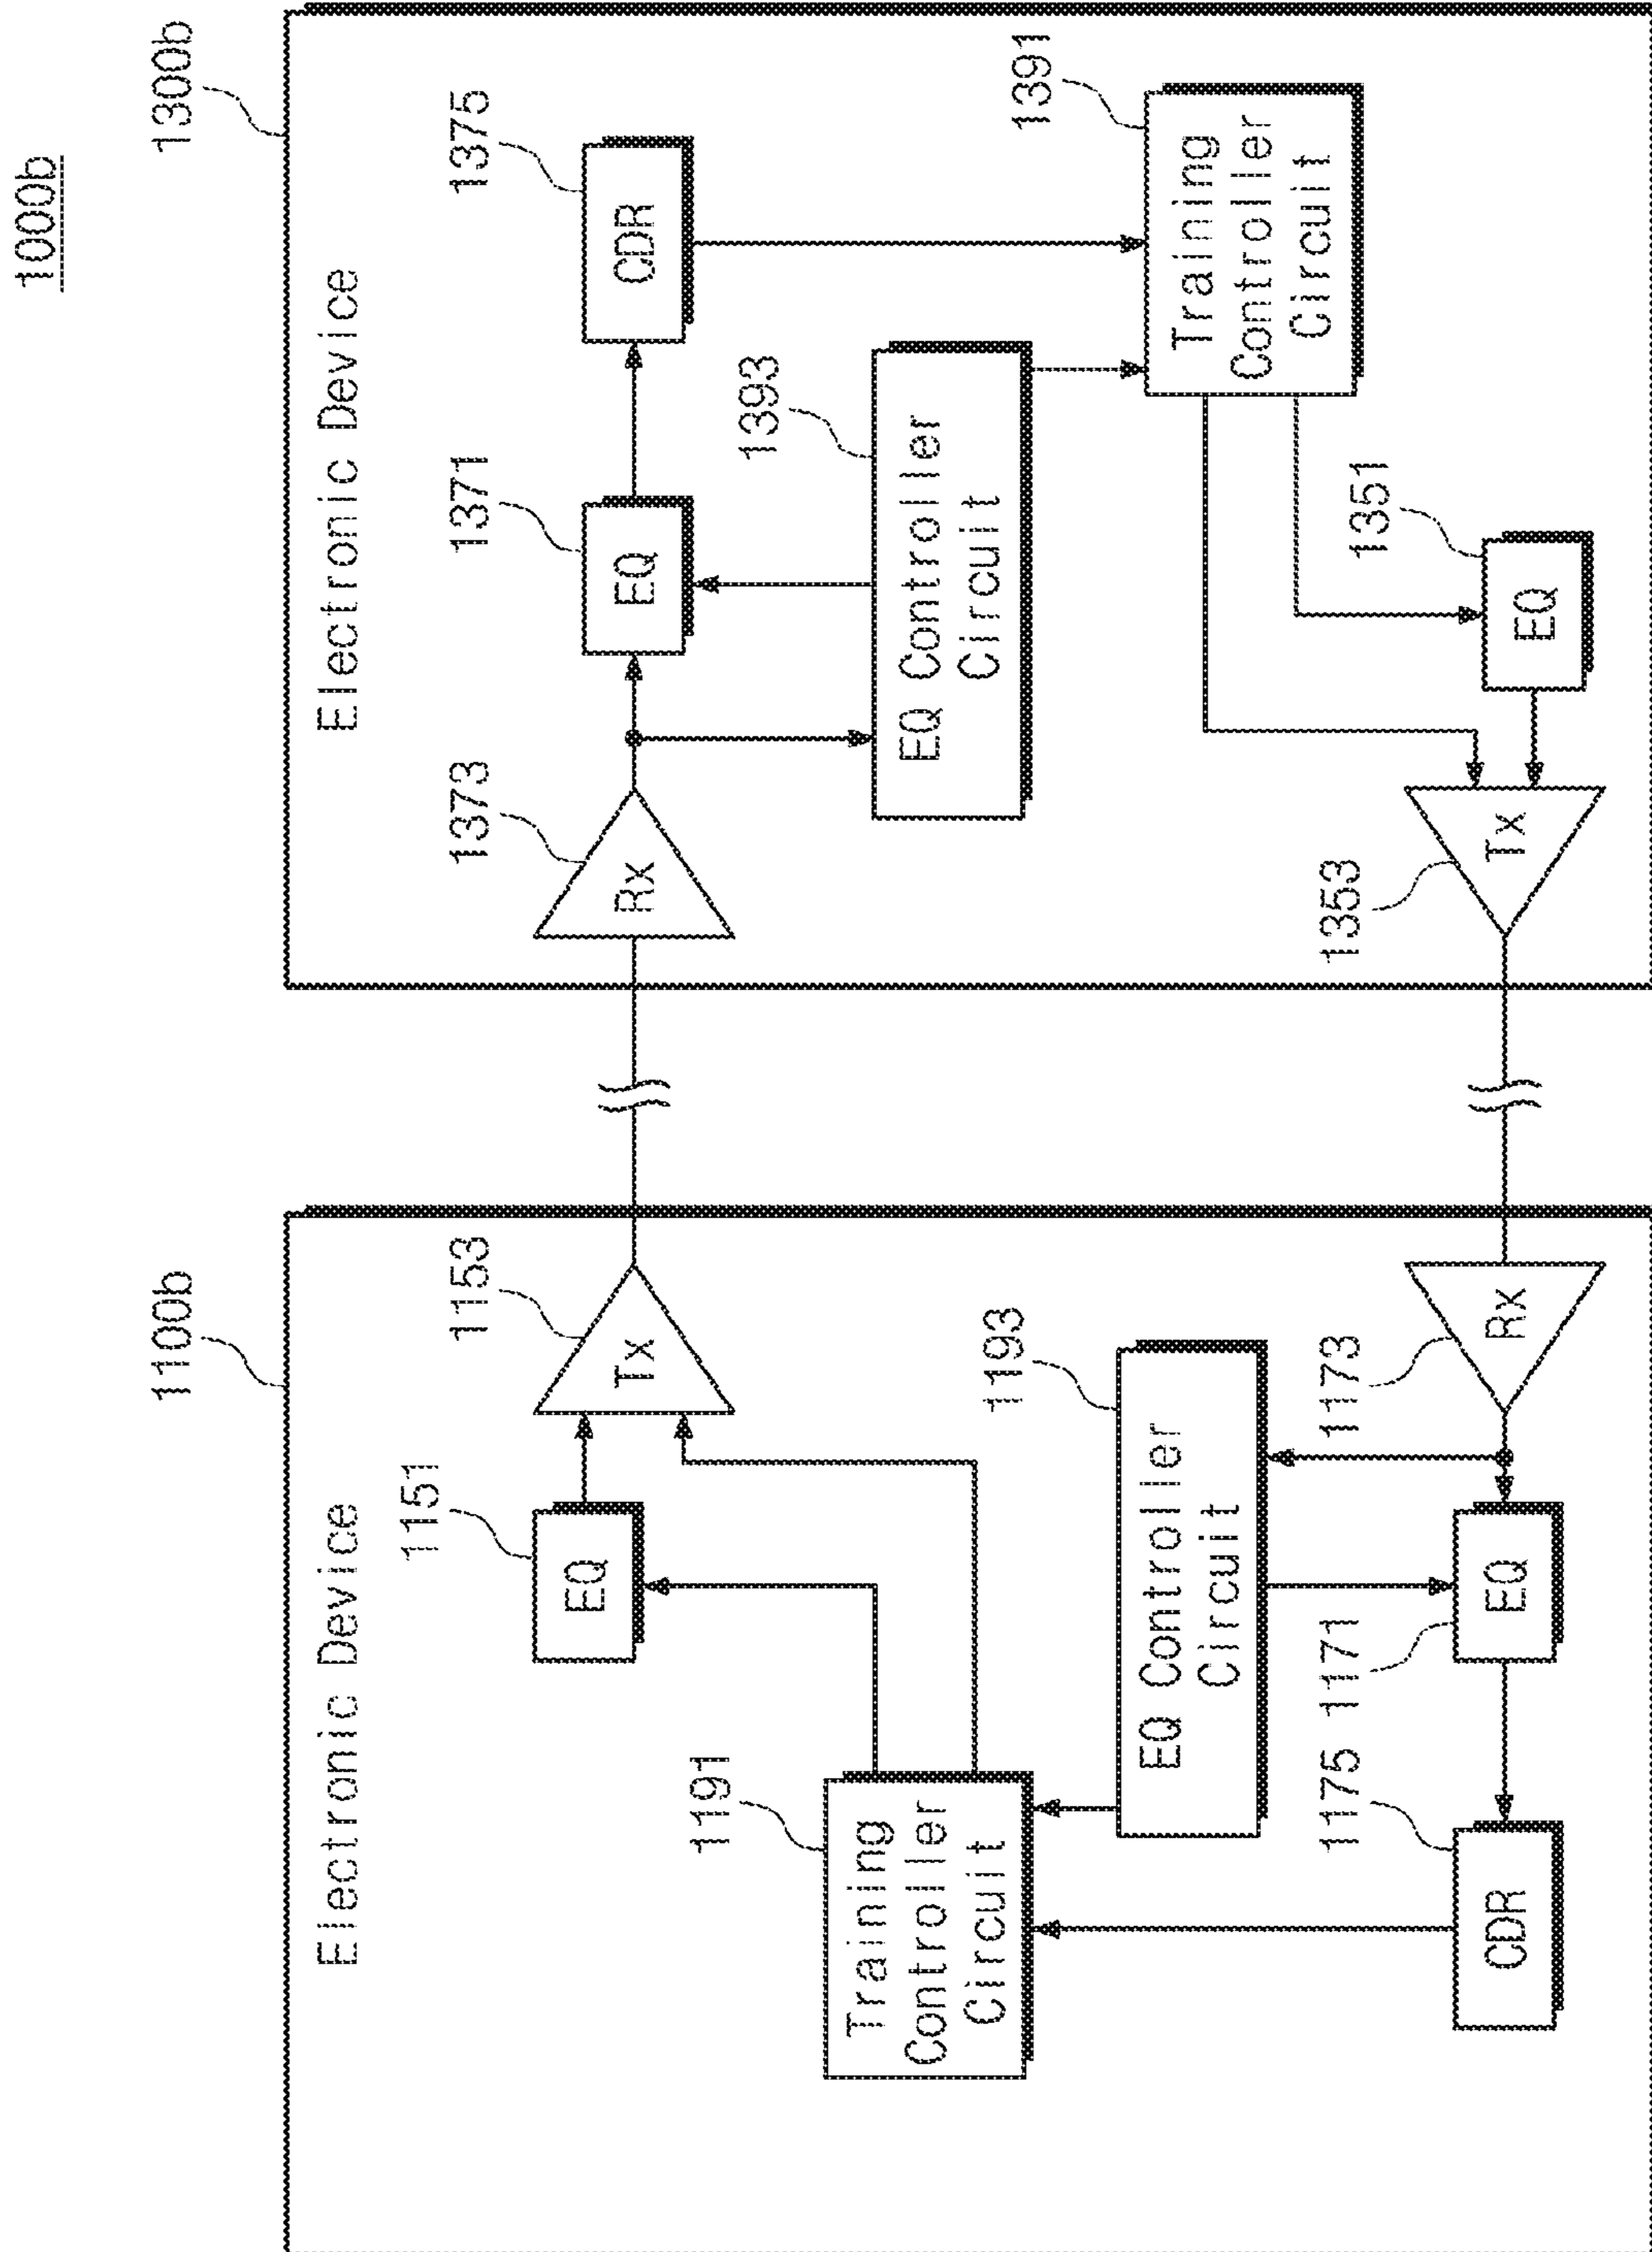 1000b
1100b
1300b
Electronic Device
Electronic Device
1151
1153
1373
1371
1375
EQ
Tx
Rx
EQ
CDR
1191
1393
Training
Controller
Circuit
EQ Controller
Circuit
1193
1391
EQ Controller
Circuit
Training
Controller
Circuit
1175
1171
1173
1353
1351
CDR
EQ
Rx
Tx
EQ